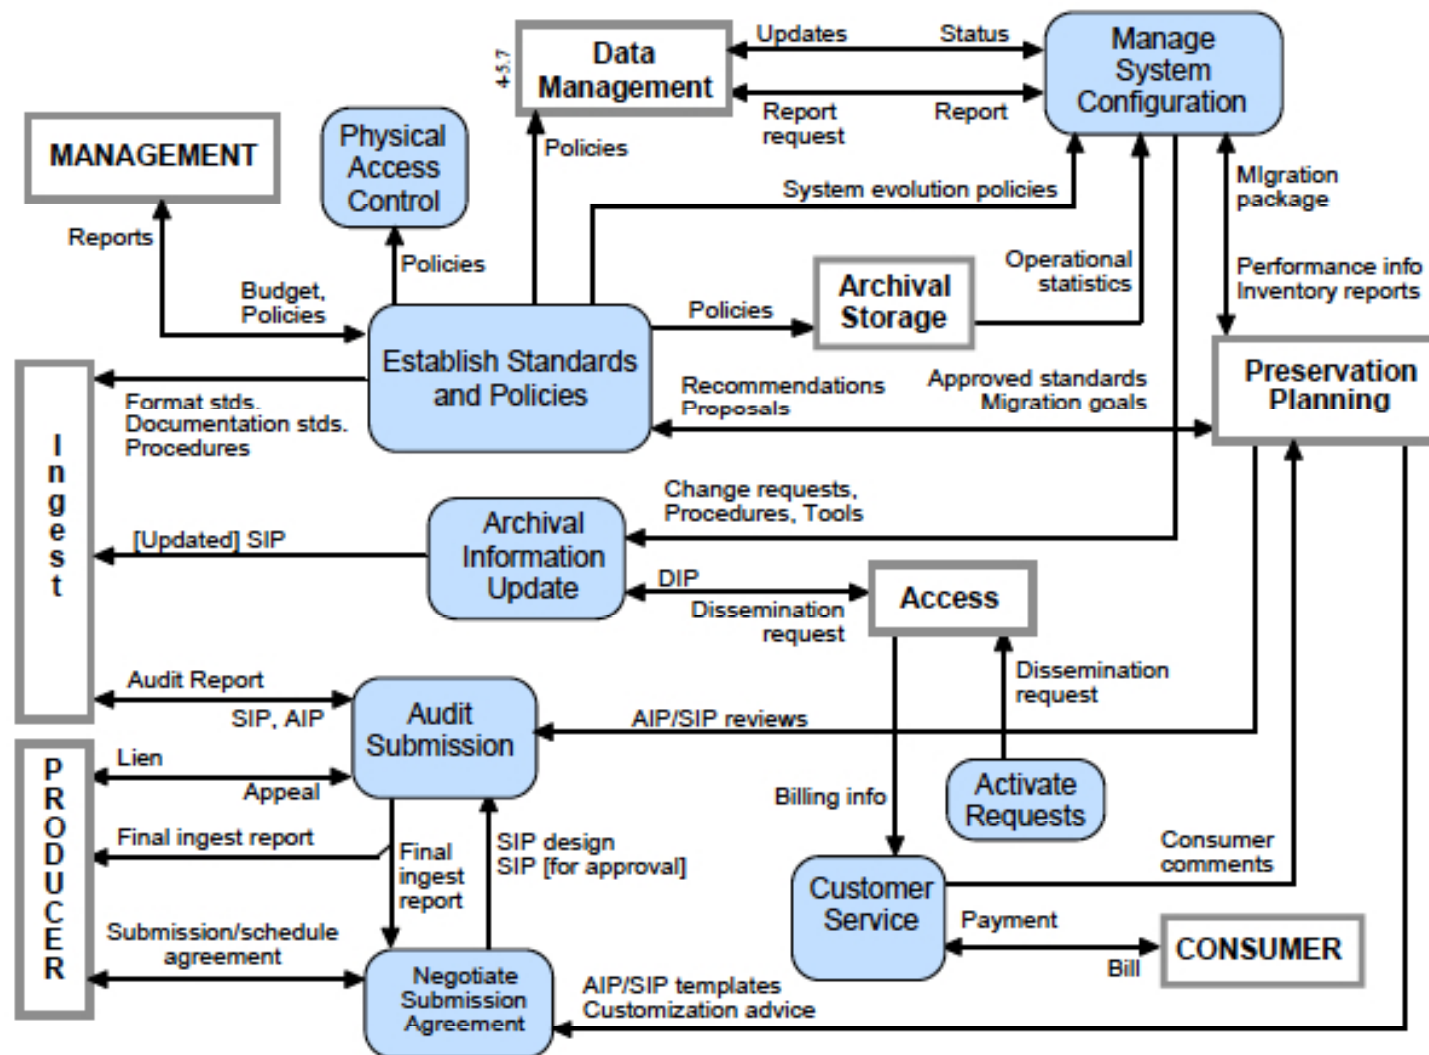 Updates
Status
Manage
System
Configuration
4-5.7
Data
Management
Report
request
Report
MANAGEMENT
Physical
Access
Control
Policies
System evolution policies
MIgration
package
Reports
Policies
Operational
statistics
Performance info
Inventory reports
Budget,
Policies
Archival
Storage
Policies
Establish Standards
and Policies
Recommendations
Proposals
Approved standards
Migration goals
Preservation
Planning
Ingest
Format stds.
Documentation stds.
Procedures
Change requests,
Procedures, Tools
[Updated] SIP
Archival
Information
Update
DIP
Dissemination
request
Access
Dissemination
request
Audit Report
SIP, AIP
Audit
Submission
AIP/SIP reviews
PRODUCER
Lien
Appeal
Activate
Requests
Billing info
Final ingest report
Final
ingest
report
SIP design
SIP [for approval]
Consumer
comments
Customer
Service
Payment
Bill
CONSUMER
Submission/schedule
agreement
Negotiate
Submission
Agreement
AIP/SIP templates
Customization advice